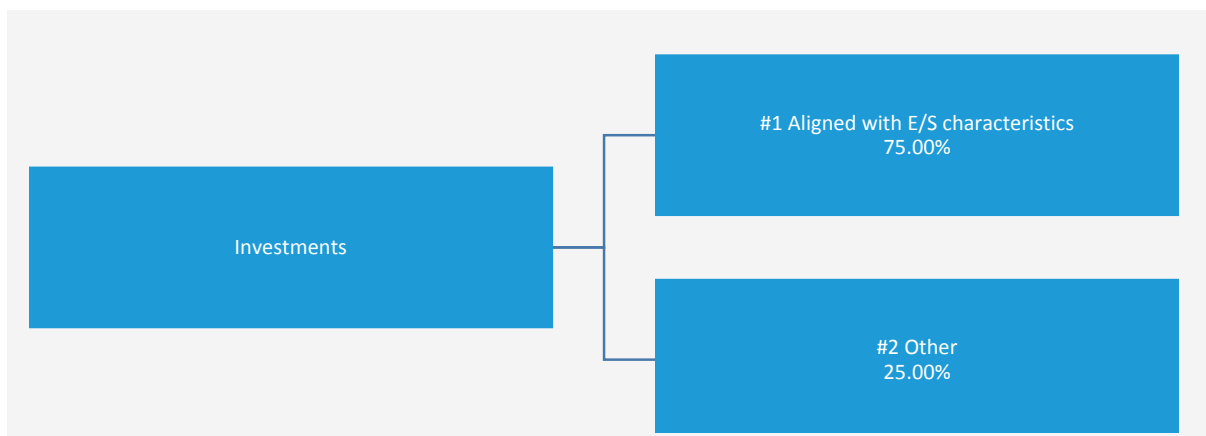 Investments
#1 Aligned with E/S characteristics
75.00%
#2 Other
25.00%